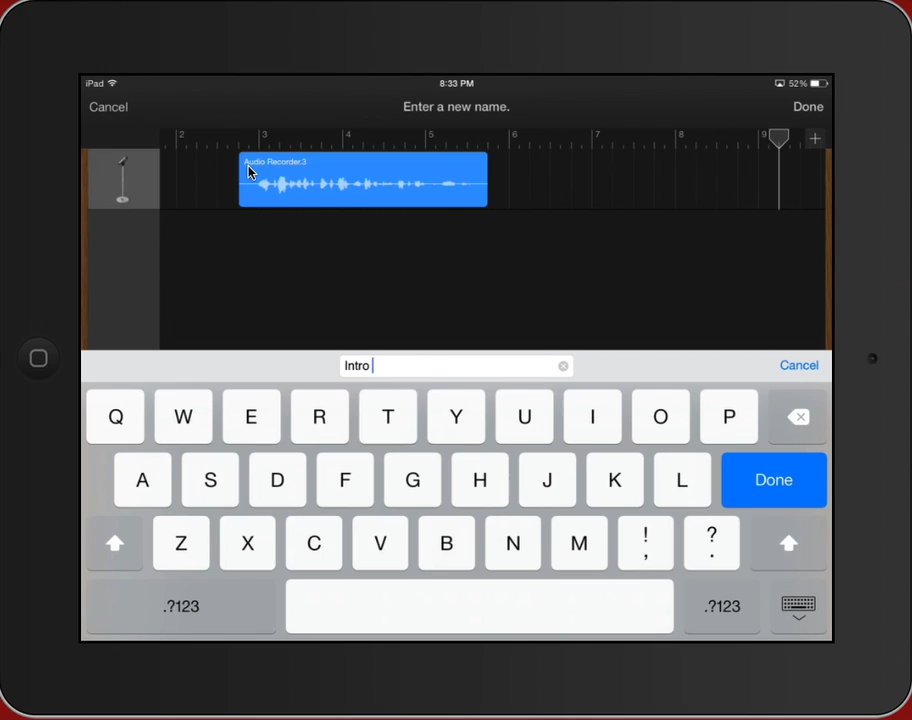 iPad 8:33 PM 52%
Cancel Enter a new name. Done
2 3 4 5 6 7 8 9 +
Audio Recorder.3
Intro Cancel
Q W E R T Y U I O P
A S D F G H J K L Done
Z X C V B N M ! , ? .
.?123 .?123